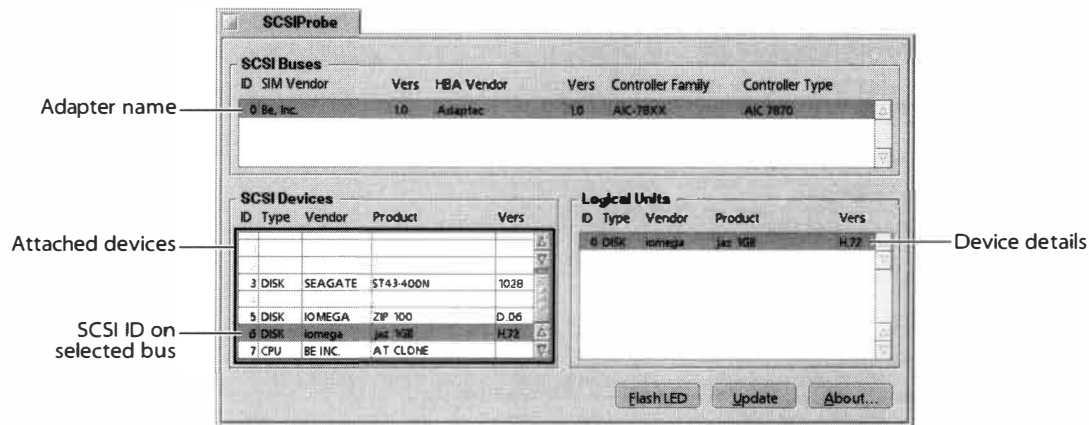 SCSIProbe
SCSI Buses
ID SIM Vendor Vers HBA Vendor Vers Controller Family Controller Type
Adapter name
0 Be, Inc. 1.0 Adaptec 1.0 AIC-78XX AIC 7870
SCSI Devices
ID Type Vendor Product Vers
Attached devices
3 DISK SEAGATE ST43-400N 1028
5 DISK IOMEGA ZIP 100 D.06
SCSI ID on
selected bus
6 DISK iomega jaz 1GB H.72
7 CPU BE INC. AT CLONE
Logical Units
ID Type Vendor Product Vers
0 DISK iomega jaz 1GB H.72
Device details
Flash LED Update About...